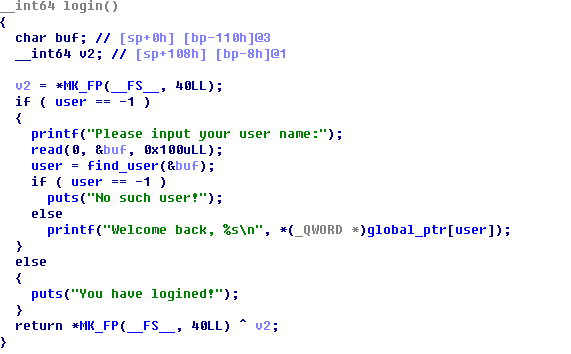 __int64 login()
{
  char buf; // [sp+0h] [bp-110h]@3
  __int64 v2; // [sp+108h] [bp-8h]@1

  v2 = *MK_FP(__FS__, 40LL);
  if ( user == -1 )
  {
    printf("Please input your user name:");
    read(0, &buf, 0x100uLL);
    user = find_user(&buf);
    if ( user == -1 )
      puts("No such user!");
    else
      printf("Welcome back, %s\n", *(_QWORD *)global_ptr[user]);
  }
  else
  {
    puts("You have logined!");
  }
  return *MK_FP(__FS__, 40LL) ^ v2;
}